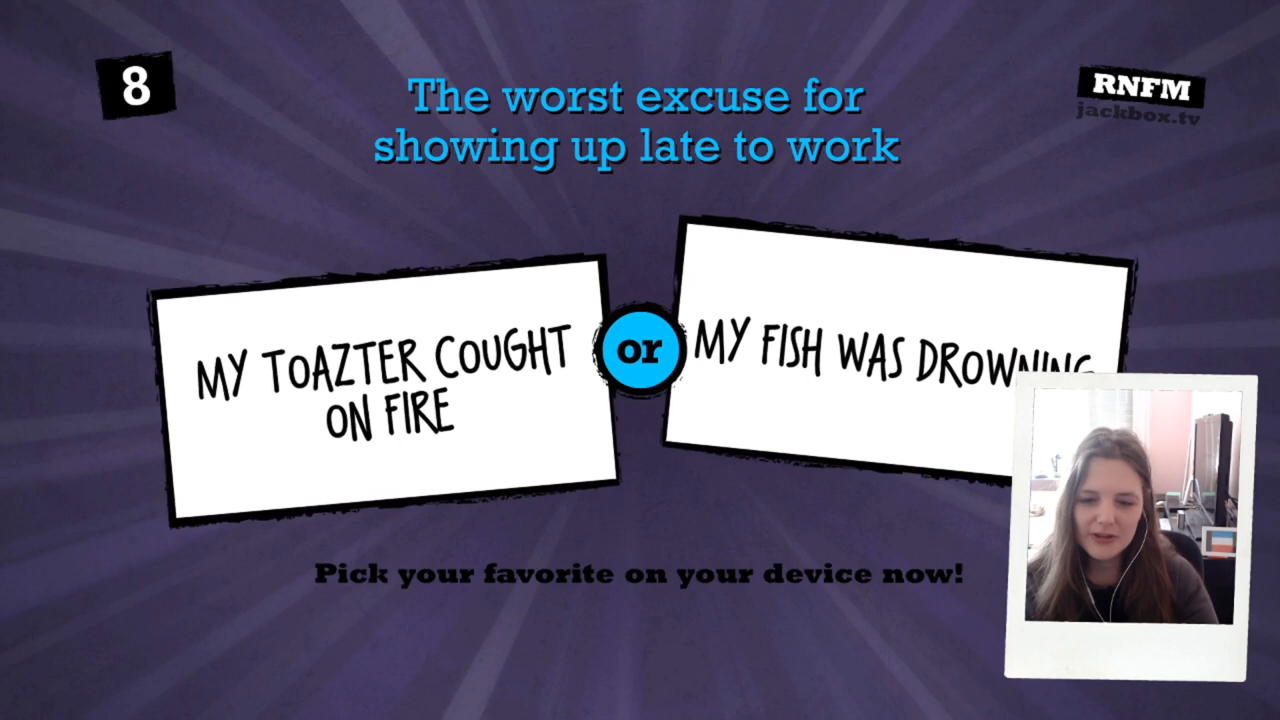 8
The worst excuse for
showing up late to work
RNFM
jackbox.tv
MY TOAZTER COUGHT
ON FIRE
or
MY FISH WAS DROWNING
Pick your favorite on your device now!